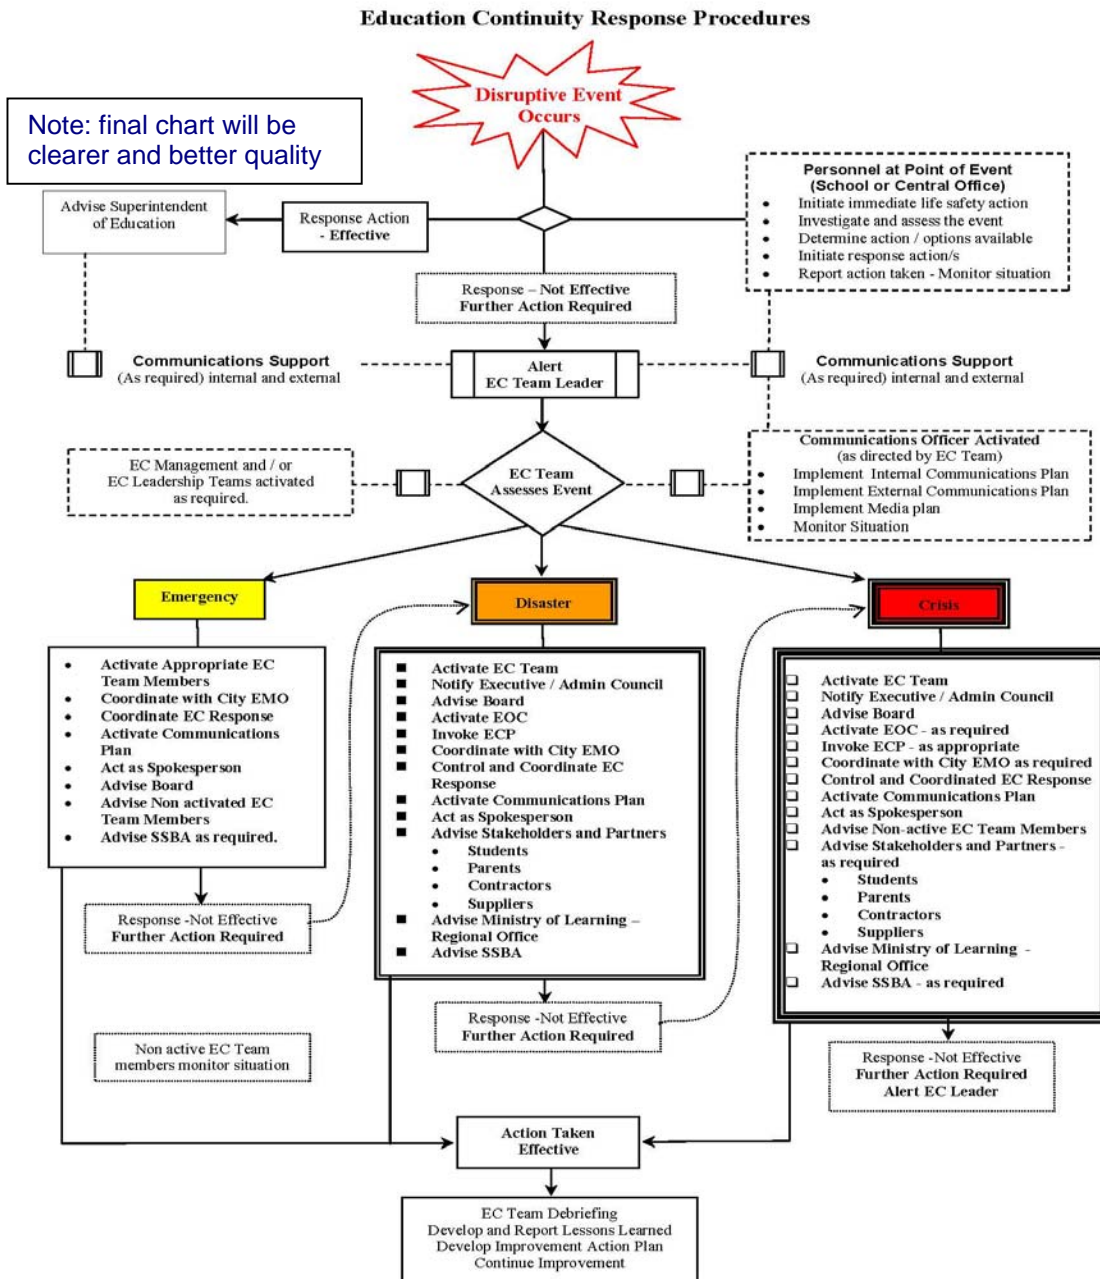 Education Continuity Response Procedures
Disruptive Event
Occurs
Note: final chart will be
clearer and better quality
Personnel at Point of Event
(School or Central Office)
Initiate immediate life safety action
Investigate and assess the event
Determine action / options available
Initiate response action/s
Report action taken - Monitor situation
Advise Superintendent
of Education
Response Action
- Effective
Response – Not Effective
Further Action Required
Communications Support
(As required) internal and external
Alert
EC Team Leader
Communications Support
(As required) internal and external
EC Management and / or
EC Leadership Teams activated
as required.
EC Team
Assesses Event
Communications Officer Activated
(as directed by EC Team)
Implement Internal Communications Plan
Implement External Communications Plan
Implement Media plan
Monitor Situation
Emergency
Disaster
Crisis
Activate Appropriate EC
Team Members
Coordinate with City EMO
Coordinate EC Response
Activate Communications
Plan
Act as Spokesperson
Advise Board
Advise Non activated EC
Team Members
Advise SSBA as required.
Response -Not Effective
Further Action Required
Non active EC Team
members monitor situation
Activate EC Team
Notify Executive / Admin Council
Advise Board
Activate EOC
Invoke ECP
Coordinate with City EMO
Control and Coordinate EC
Response
Activate Communications Plan
Act as Spokesperson
Advise Stakeholders and Partners
Students
Parents
Contractors
Suppliers
Advise Ministry of Learning –
Regional Office
Advise SSBA
Response -Not Effective
Further Action Required
Activate EC Team
Notify Executive / Admin Council
Advise Board
Activate EOC - as required
Invoke ECP - as appropriate
Coordinate with City EMO as required
Control and Coordinated EC Response
Activate Communications Plan
Act as Spokesperson
Advise Non-active EC Team Members
Advise Stakeholders and Partners -
as required
Students
Parents
Contractors
Suppliers
Advise Ministry of Learning -
Regional Office
Advise SSBA - as required
Response -Not Effective
Further Action Required
Alert EC Leader
Action Taken
Effective
EC Team Debriefing
Develop and Report Lessons Learned
Develop Improvement Action Plan
Continue Improvement